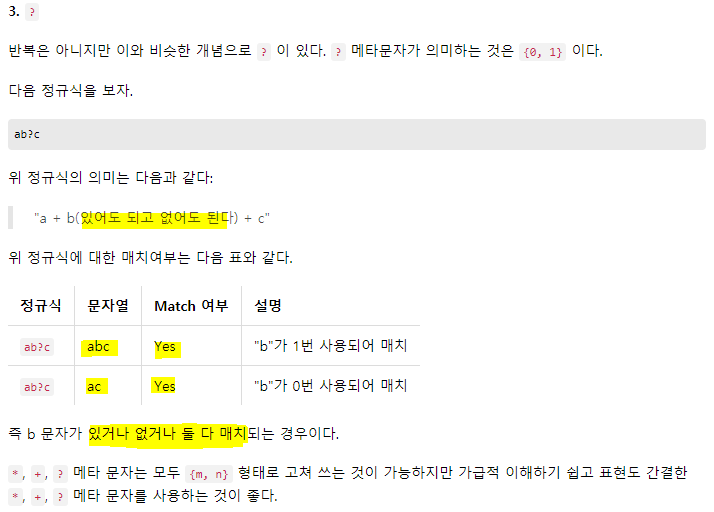 3. ?
반복은 아니지만 이와 비슷한 개념으로 ? 이 있다. ? 메타문자가 의미하는 것은 {0, 1} 이다.
다음 정규식을 보자.
ab?c
위 정규식의 의미는 다음과 같다:
"a + b(있어도 되고 없어도 된다) + c"
위 정규식에 대한 매치여부는 다음 표와 같다.
정규식 문자열 Match 여부 설명
ab?c abc Yes "b"가 1번 사용되어 매치
ab?c ac Yes "b"가 0번 사용되어 매치
즉 b 문자가 있거나 없거나 둘 다 매치되는 경우이다.
*, +, ? 메타 문자는 모두 {m, n} 형태로 고쳐 쓰는 것이 가능하지만 가급적 이해하기 쉽고 표현도 간결한
*, +, ? 메타 문자를 사용하는 것이 좋다.